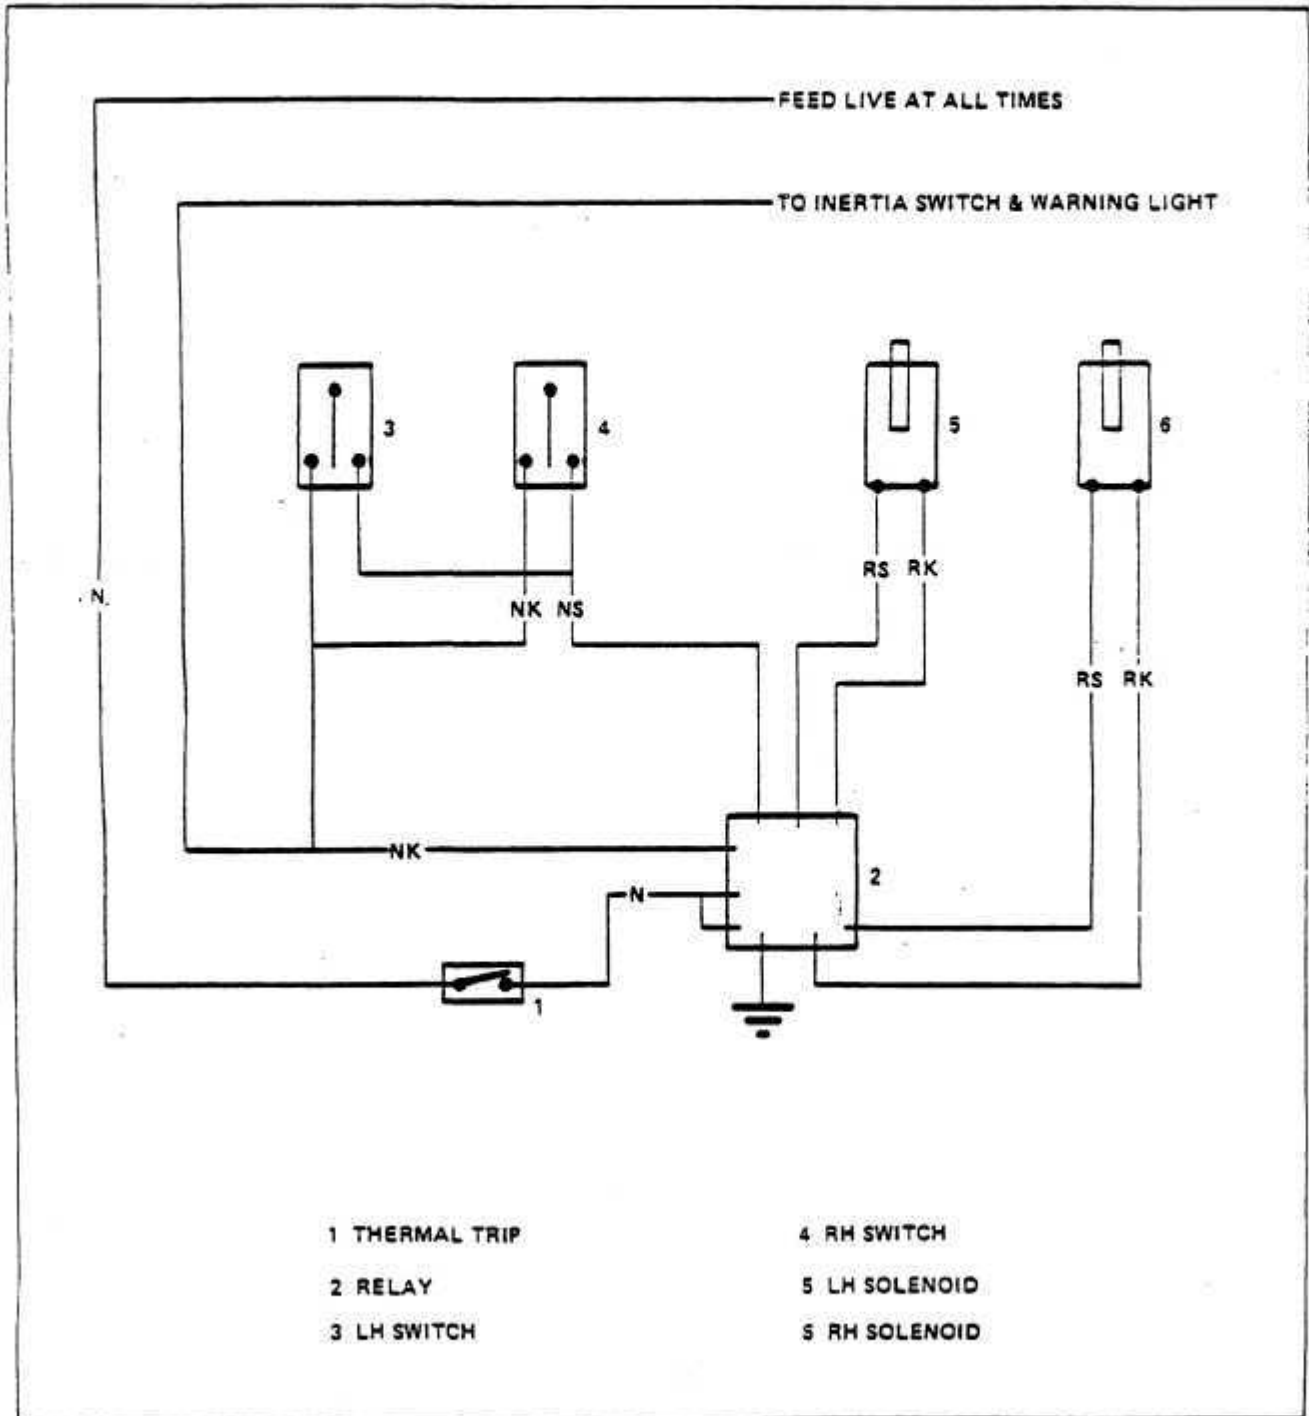 FEED LIVE AT ALL TIMES
TO INERTIA SWITCH & WARNING LIGHT
3
4
5
6
RS RK
N
NK NS
RS RK
NK
2
N
1
1 THERMAL TRIP
4 RH SWITCH
2 RELAY
5 LH SOLENOID
3 LH SWITCH
S RH SOLENOID